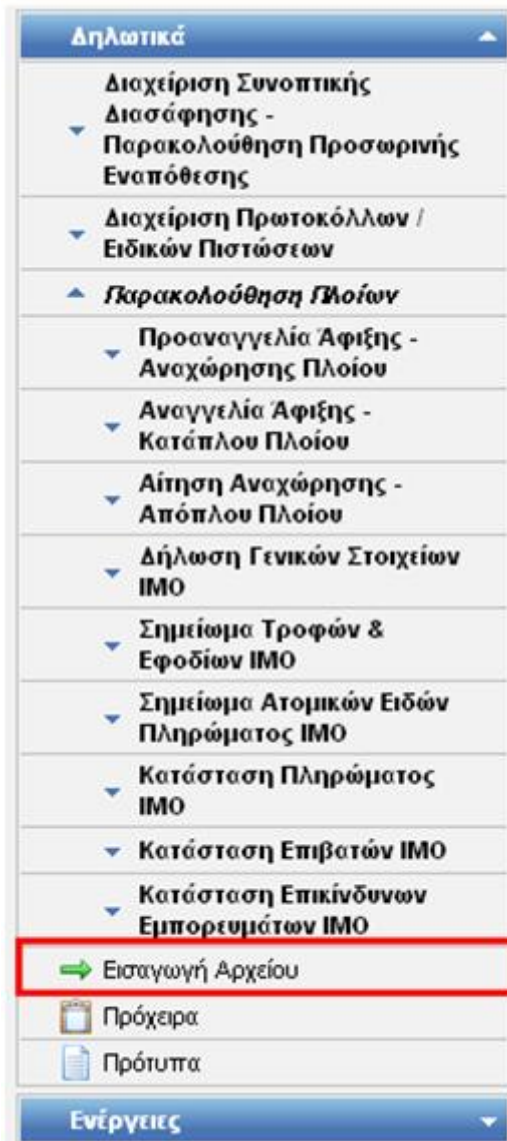 Δηλωτικά
Διαχείριση Συνοπτικής
Διασάφησης -
Παρακολούθηση Προσωρινής
Εναπόθεσης
Διαχείριση Πρωτοκόλλων /
Ειδικών Πιστώσεων
Παρακολούθηση Πλοίων
Προαναγγελία Άφιξης -
Αναχώρησης Πλοίου
Αναγγελία Άφιξης -
Κατάπλου Πλοίου
Αίτηση Αναχώρησης -
Απόπλου Πλοίου
Δήλωση Γενικών Στοιχείων
IMO
Σημείωμα Τροφών &
Εφοδίων IMO
Σημείωμα Ατομικών Ειδών
Πληρώματος IMO
Κατάσταση Πληρώματος
IMO
Κατάσταση Επιβατών IMO
Κατάσταση Επικίνδυνων
Εμπορευμάτων IMO
Εισαγωγή Αρχείου
Πρόχειρα
Πρότυπα
Ενέργειες